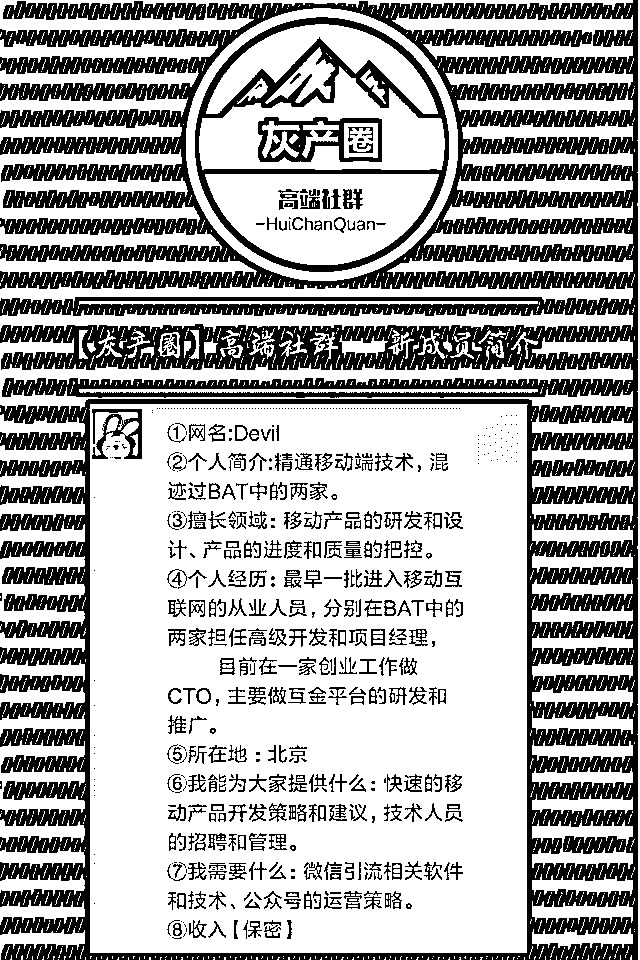 灰产圈
高端社群
-HuiChanQuan-
【灰产圈】高端社群——新成员简介
①网名:Devil
②个人简介:精通移动端技术，混
迹过BAT中的两家。
③擅长领域：移动产品的研发和设
计、产品的进度和质量的把控。
④个人经历：最早一批进入移动互
联网的从业人员，分别在BAT中的
两家担任高级开发和项目经理，
目前在一家创业工作做
CTO，主要做互金平台的研发和
推广。
⑤所在地：北京
⑥我能为大家提供什么：快速的移
动产品开发策略和建议，技术人员
的招聘和管理。
⑦我需要什么：微信引流相关软件
和技术、公众号的运营策略。
⑧收入【保密】